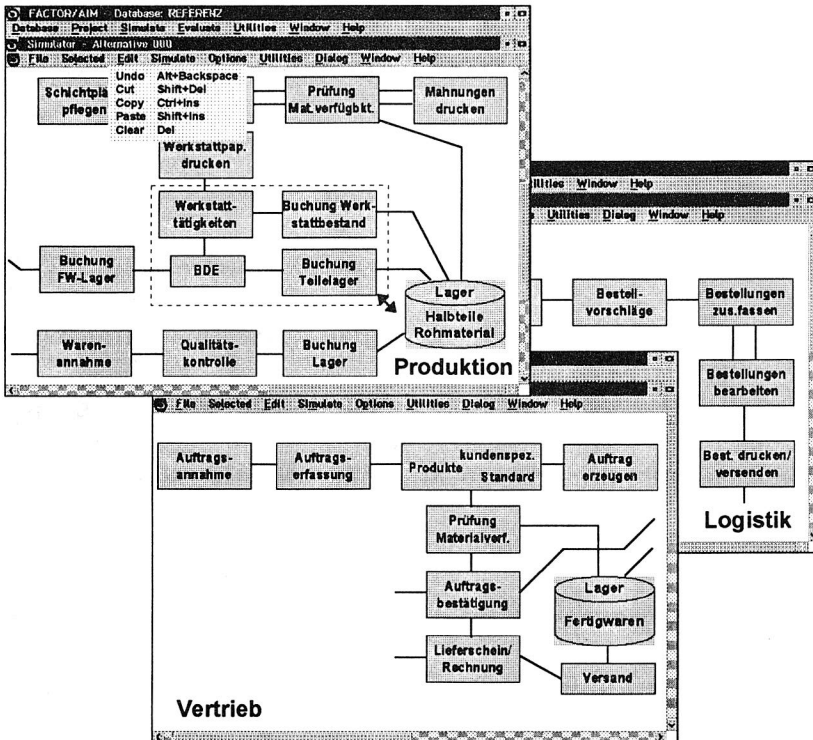 FACTOR/AIM - Database: REFERENZ
Database Project Simulate Evaluate Utilities Window Help
Simulator - Alternative 000
File Selected Edit Simulate Options Utilities Dialog Window Help
Undo Alt+Backspace
Cut Shift+Del
Copy Ctrl+Ins
Paste Shift+Ins
Clear Del
Schichtplä
pflegen
Prüfung
Mat.verfügbkt.
Mahnungen
drucken
Werkstattpap.
drucken
Werkstatt-
tätigkeiten
Buchung Werk-
stattbestand
Buchung
FW-Lager
BDE
Buchung
Teilelager
Lager
Halbteile
Rohmaterial
Waren-
annahme
Qualitäts-
kontrolle
Buchung
Lager
Produktion
Utilities Window Help
Utilities Dialog Window Help
Bestell-
vorschläge
Bestellungen
zus.fassen
Bestellungen
bearbeiten
Best. drucken/
versenden
Logistik
File Selected Edit Simulate Options Utilities Dialog Window Help
Auftrags-
annahme
Auftrags-
erfassung
Produkte
kundenspez.
Standard
Auftrag
erzeugen
Prüfung
Materialverf.
Auftrags-
bestätigung
Lager
Fertigwaren
Lieferschein/
Rechnung
Versand
Vertrieb